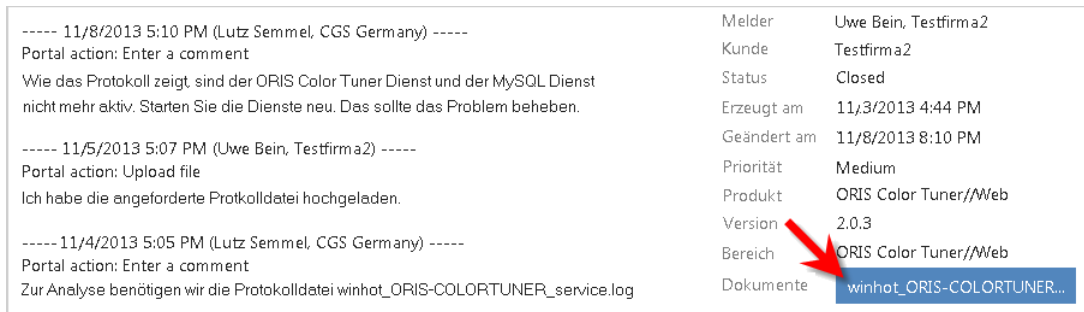 ----- 11/8/2013 5:10 PM (Lutz Semmel, CGS Germany) -----
Portal action: Enter a comment
Wie das Protokoll zeigt, sind der ORIS Color Tuner Dienst und der MySQL Dienst
nicht mehr aktiv. Starten Sie die Dienste neu. Das sollte das Problem beheben.
----- 11/5/2013 5:07 PM (Uwe Bein, Testfirma2) -----
Portal action: Upload file
Ich habe die angeforderte Protkolldatei hochgeladen.
-----11/4/2013 5:05 PM (Lutz Semmel, CGS Germany) -----
Portal action: Enter a comment
Zur Analyse benötigen wir die Protokolldatei winhot_ORIS-COLORTUNER_service.log
Melder Uwe Bein, Testfirma2
Kunde Testfirma2
Status Closed
Erzeugt am 11/3/2013 4:44 PM
Geändert am 11/8/2013 8:10 PM
Priorität Medium
Produkt ORIS Color Tuner//Web
Version 2.0.3
Bereich ORIS Color Tuner//Web
Dokumente winhot_ORIS-COLORTUNER...